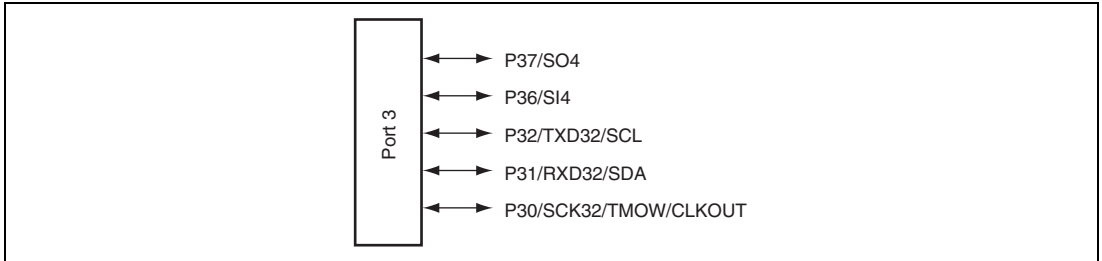 Port 3
P37/SO4
P36/SI4
P32/TXD32/SCL
P31/RXD32/SDA
P30/SCK32/TMOW/CLKOUT